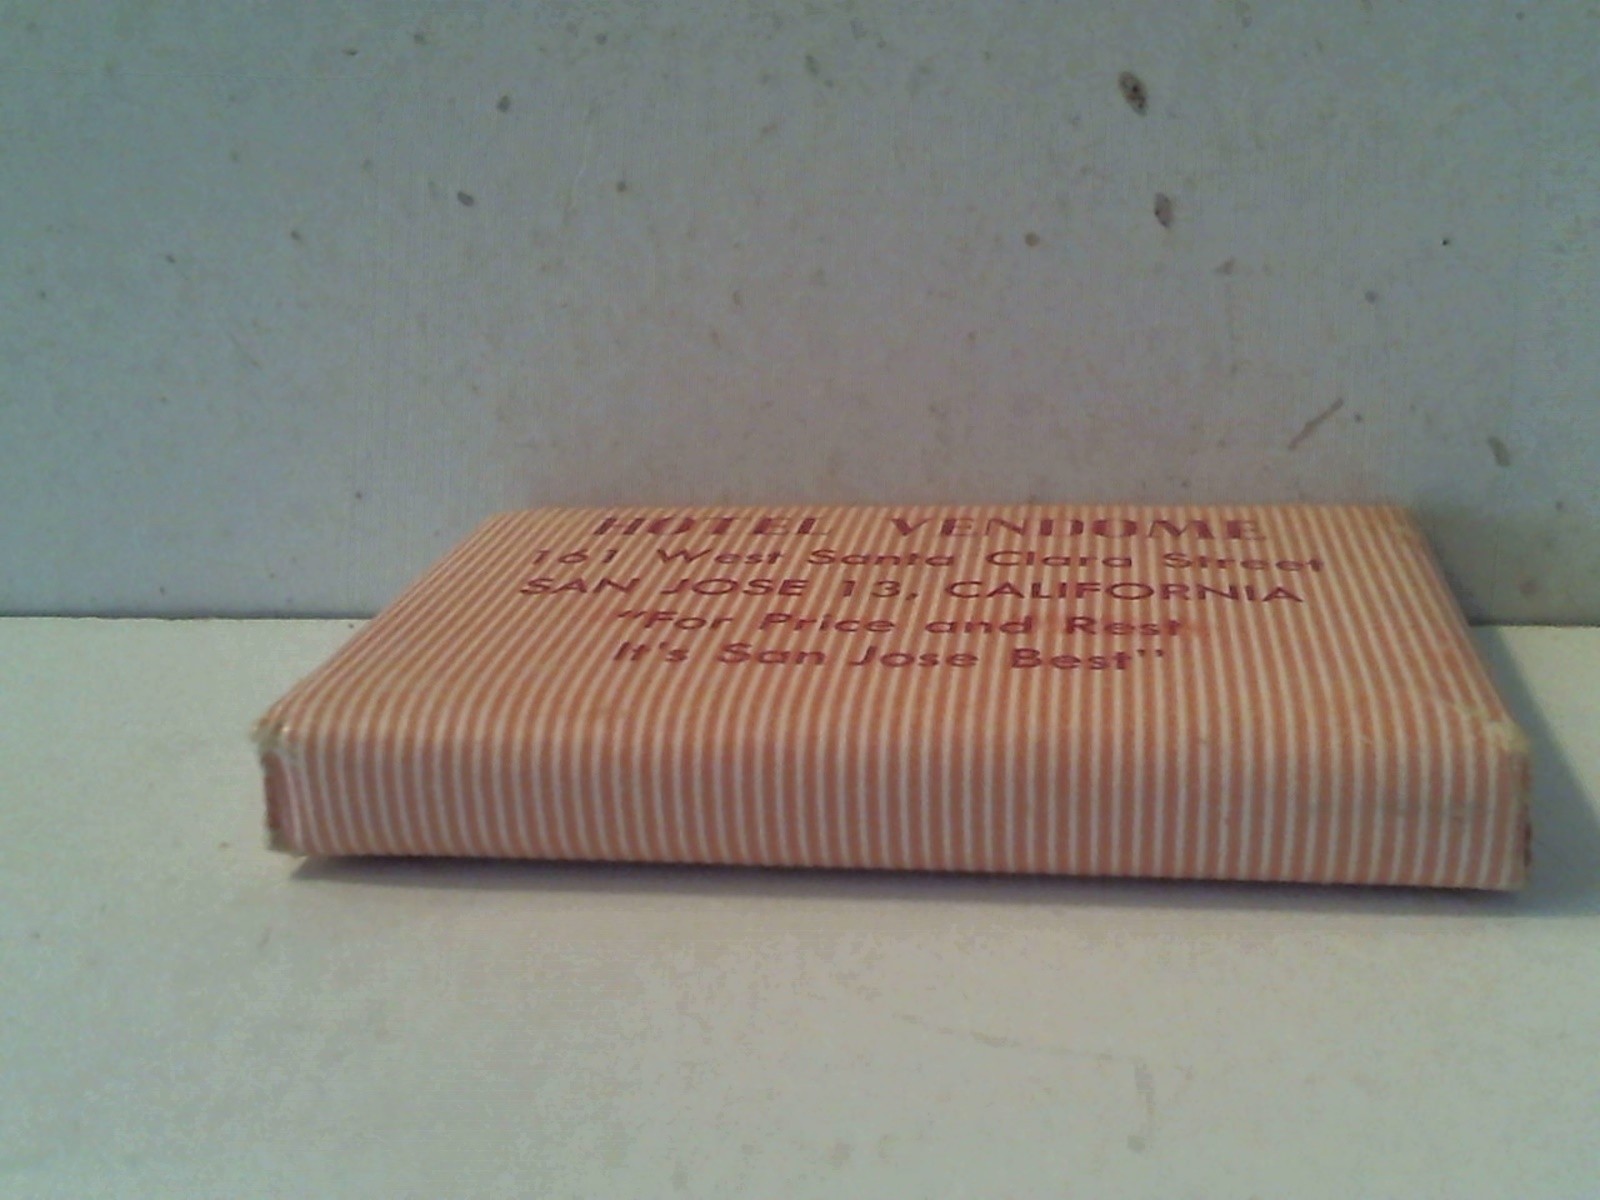 HOTEL VENDOME
161 West Santa Clara Street
SAN JOSE 13, CALIFORNIA
"For Price and Rest
It's San Jose Best"